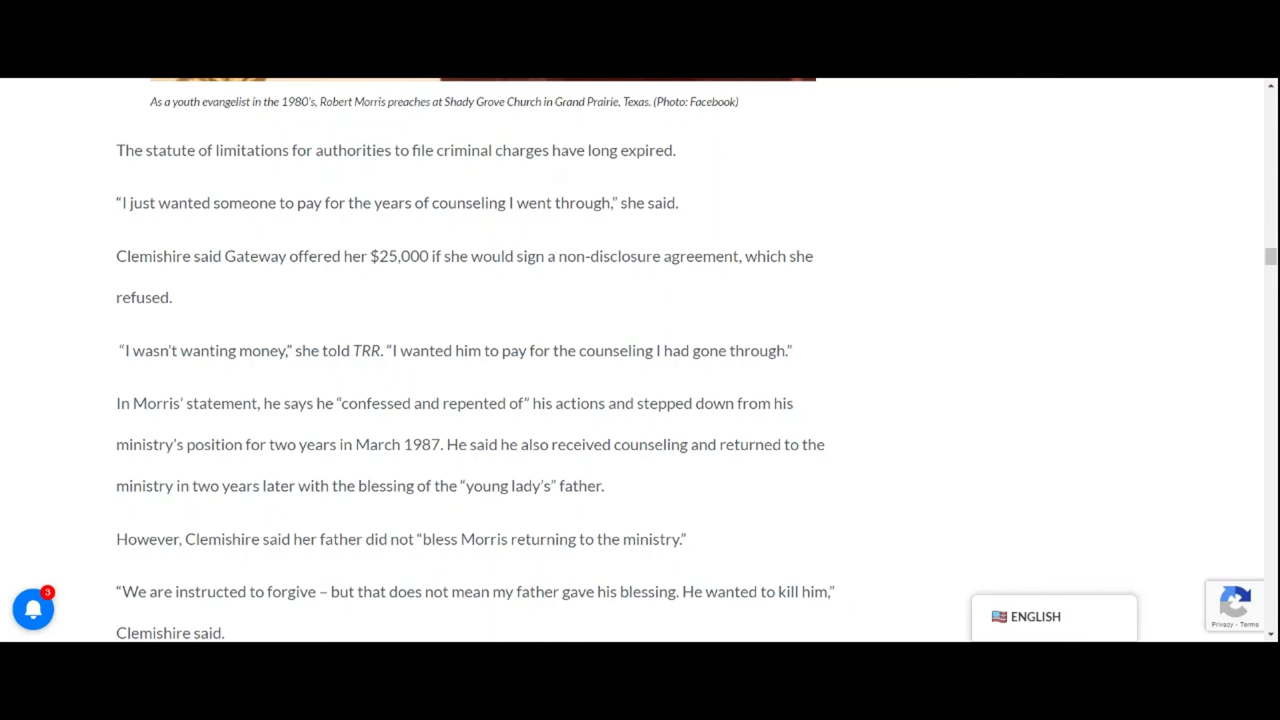 As a youth evangelist in the 1980's, Robert Morris preaches at Shady Grove Church in Grand Prairie, Texas. (Photo: Facebook)
The statute of limitations for authorities to file criminal charges have long expired.
“I just wanted someone to pay for the years of counseling I went through,” she said.
Clemishire said Gateway offered her $25,000 if she would sign a non-disclosure agreement, which she
refused.
“I wasn’t wanting money,” she told TRR. “I wanted him to pay for the counseling I had gone through.”
In Morris’ statement, he says he “confessed and repented of” his actions and stepped down from his
ministry’s position for two years in March 1987. He said he also received counseling and returned to the
ministry in two years later with the blessing of the “young lady’s” father.
However, Clemishire said her father did not “bless Morris returning to the ministry.”
“We are instructed to forgive – but that does not mean my father gave his blessing. He wanted to kill him,”
Clemishire said.
3
ENGLISH
Privacy - Terms